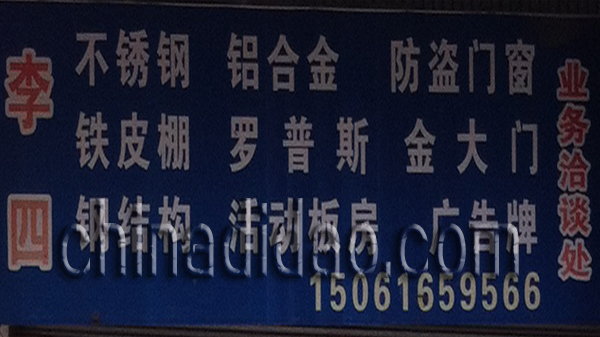 李四
不锈钢 铝合金 防盗门窗
铁皮棚 罗普斯 金大门
钢结构 活动板房 广告牌
15061659566
业务洽谈处
chinadidao.com